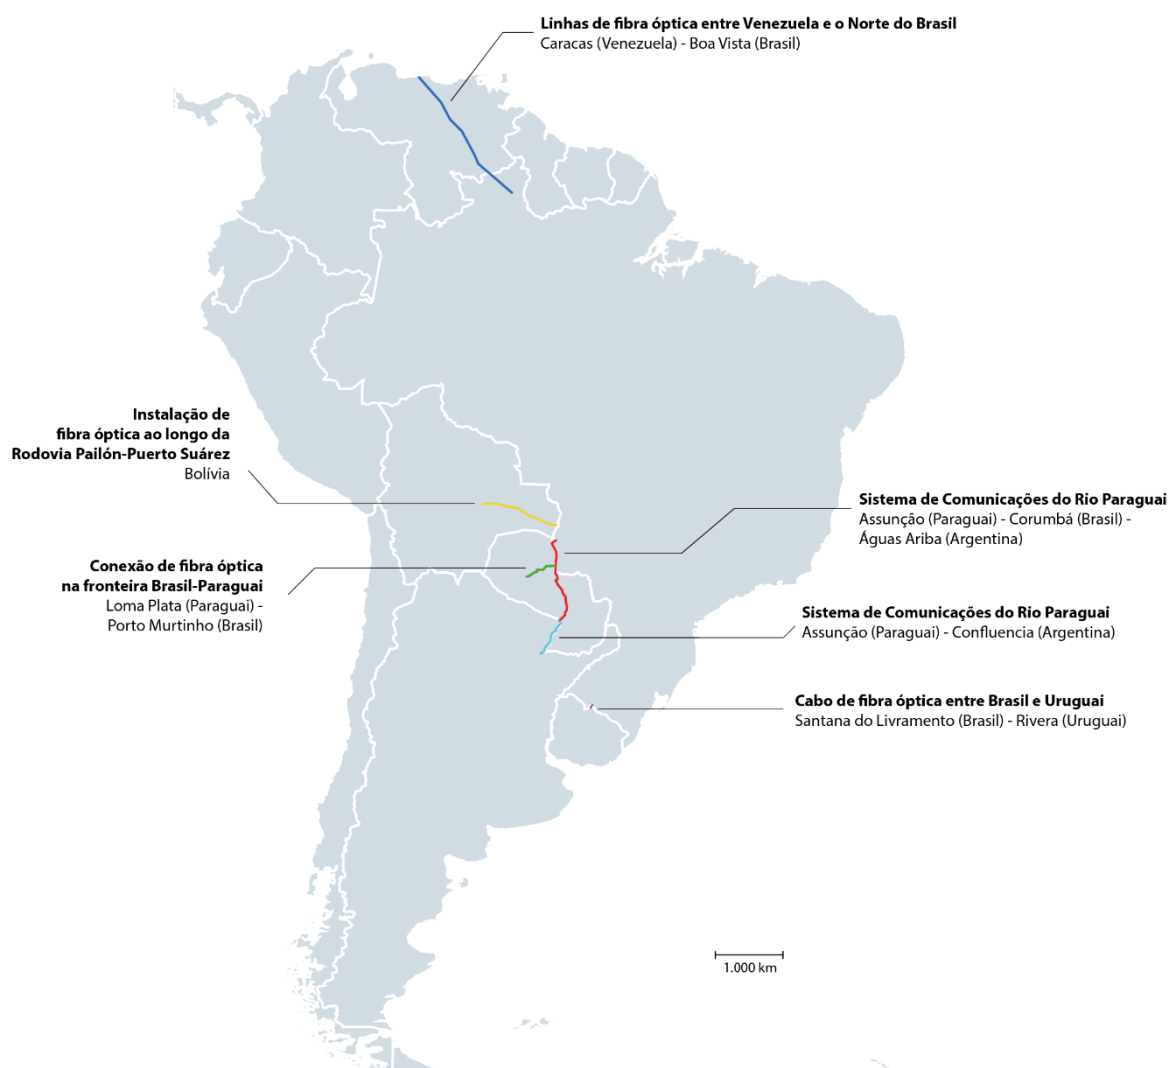 Linhas de fibra óptica entre Venezuela e o Norte do Brasil
Caracas (Venezuela) - Boa Vista (Brasil)
Instalação de
fibra óptica ao longo da
Rodovia Pailón-Puerto Suárez
Bolívia
Sistema de Comunicações do Rio Paraguai
Assunção (Paraguai) - Corumbá (Brasil) -
Águas Ariba (Argentina)
Conexão de fibra óptica
na fronteira Brasil-Paraguai
Loma Plata (Paraguai) -
Porto Murtinho (Brasil)
Sistema de Comunicações do Rio Paraguai
Assunção (Paraguai) - Confluencia (Argentina)
Cabo de fibra óptica entre Brasil e Uruguai
Santana do Livramento (Brasil) - Rivera (Uruguai)
1.000 km